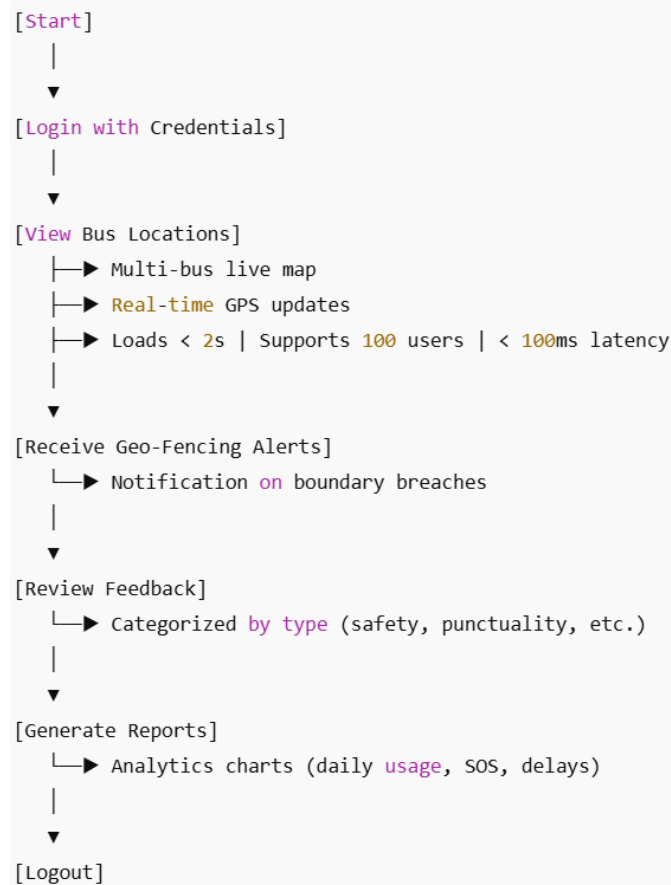 [Start]
│
▼
[Login with Credentials]
│
▼
[View Bus Locations]
├──▶ Multi-bus live map
├──▶ Real-time GPS updates
├──▶ Loads < 2s | Supports 100 users | < 100ms latency
│
▼
[Receive Geo-Fencing Alerts]
└──▶ Notification on boundary breaches
│
▼
[Review Feedback]
└──▶ Categorized by type (safety, punctuality, etc.)
│
▼
[Generate Reports]
└──▶ Analytics charts (daily usage, SOS, delays)
│
▼
[Logout]